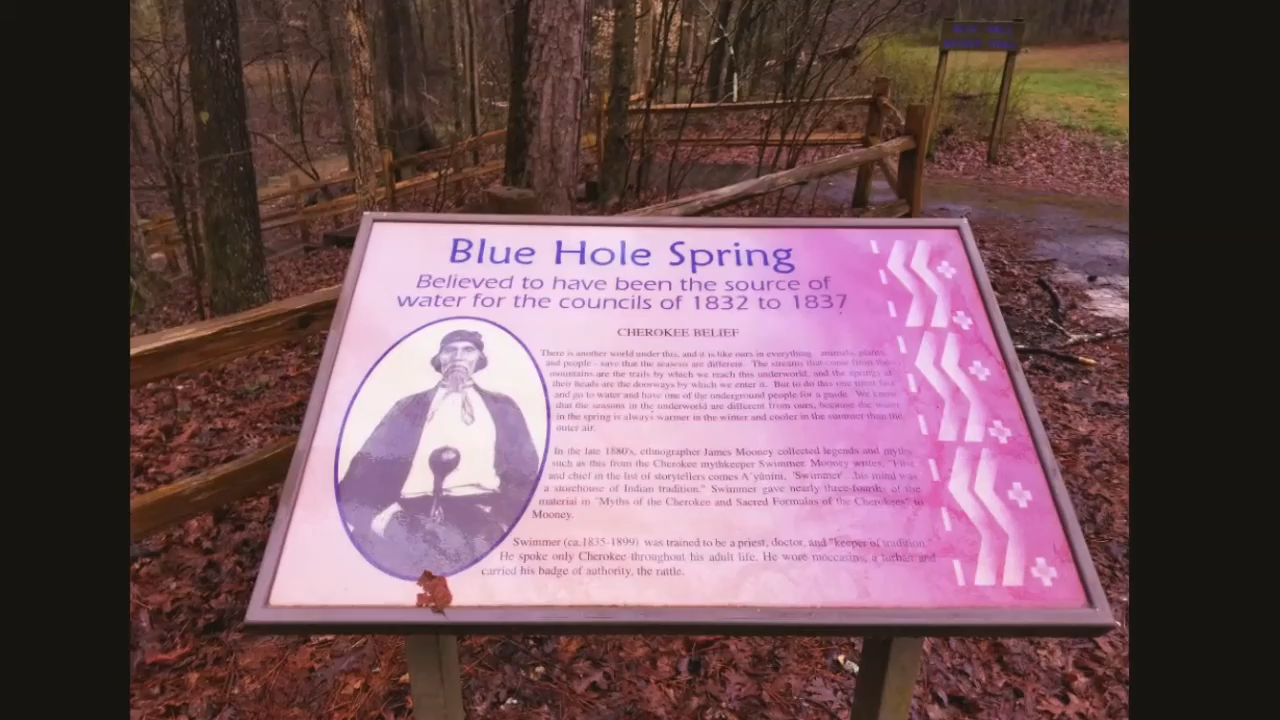 Blue Hole Spring
Believed to have been the source of
water for the councils of 1832 to 1837
CHEROKEE BELIEF
There is another world under this, and it is like ours in everything - animals, plants,
and people - save that the seasons are different. The streams that come from the
mountains are the trails by which we reach this underworld, and the springs at
their heads are the doorways by which we enter it. But to do this one must fast
and go to water and have one of the underground people for a guide. We know
that the seasons in the underworld are different from ours, because the water
in the spring is always warmer in the winter and cooler in the summer than the
outer air.
In the late 1880's, ethnographer James Mooney collected legends and myths
such as this from the Cherokee mythkeeper Swimmer. Mooney writes, "First
and chief in the list of storytellers comes A'yûnini, 'Swimmer'...his mind was
a storehouse of Indian tradition." Swimmer gave nearly three-fourths of the
material in "Myths of the Cherokee and Sacred Formulas of the Cherokees" to
Mooney.
Swimmer (ca.1835-1899) was trained to be a priest, doctor, and "keeper of tradition."
He spoke only Cherokee throughout his adult life. He wore moccasins, a turban and
carried his badge of authority, the rattle.